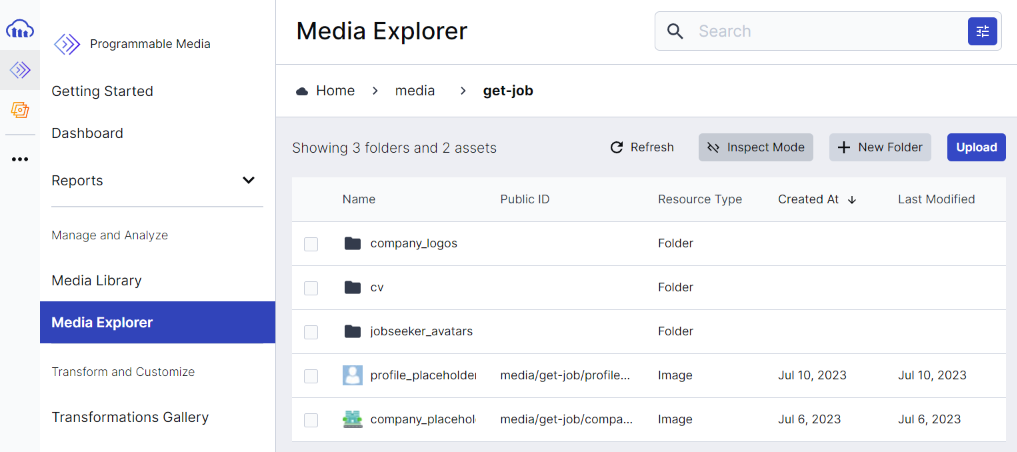 Programmable Media
Getting Started
Dashboard
Reports
Manage and Analyze
Media Library
Media Explorer
Transform and Customize
Transformations Gallery
Media Explorer
Search
Home > media > get-job
Showing 3 folders and 2 assets Refresh Inspect Mode New Folder Upload
Name Public ID Resource Type Created At Last Modified
company_logos Folder
cv Folder
jobseeker_avatars Folder
profile_placeholder media/get-job/profile... Image Jul 10, 2023 Jul 10, 2023
company_placehol media/get-job/compa... Image Jul 6, 2023 Jul 6, 2023